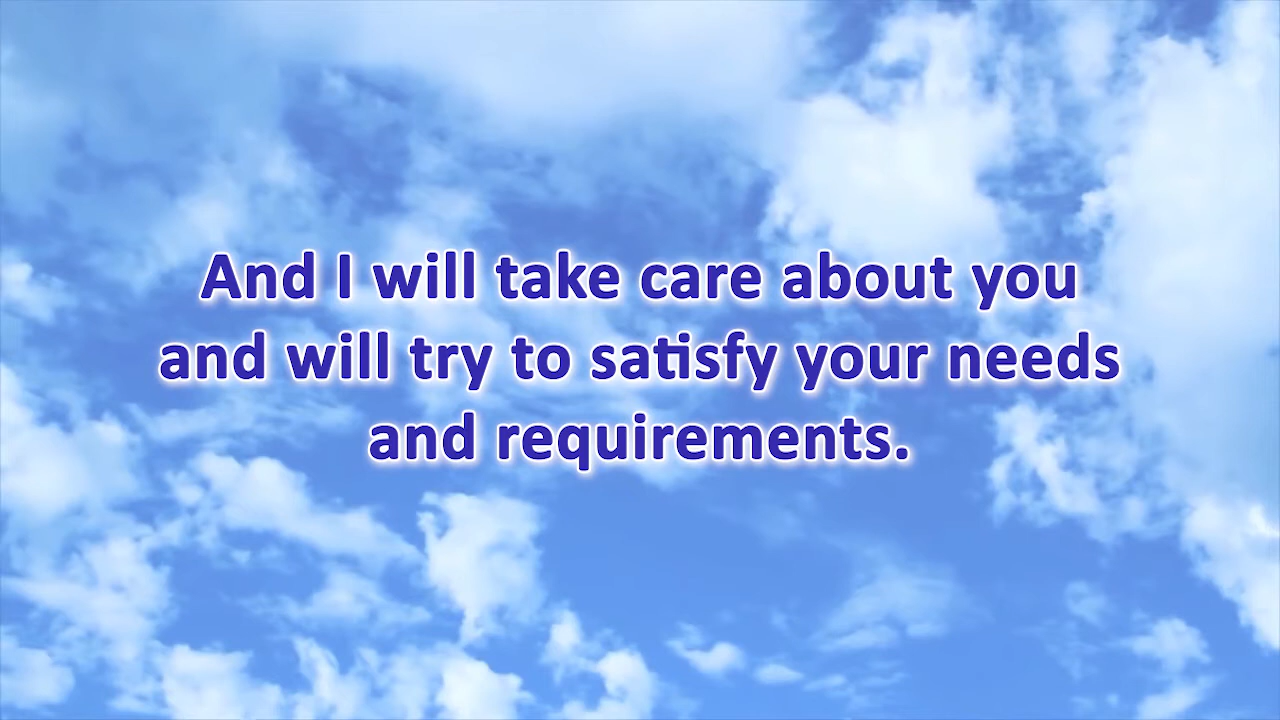 And I will take care about you
and will try to satisfy your needs
and requirements.